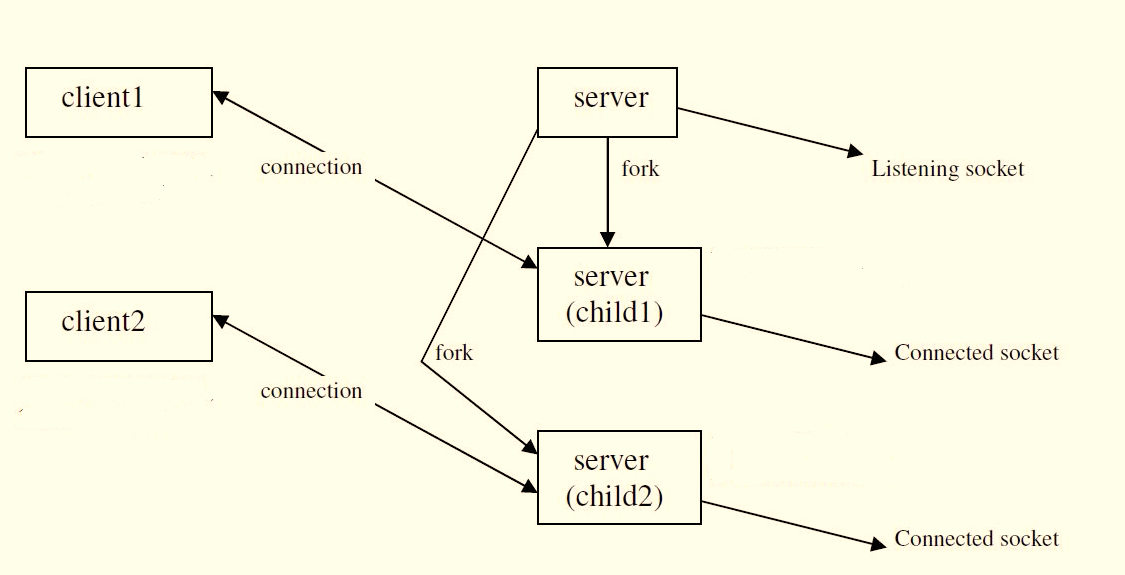 client1
server
connection
fork
Listening socket
server
(child1)
client2
fork
Connected socket
connection
server
(child2)
Connected socket